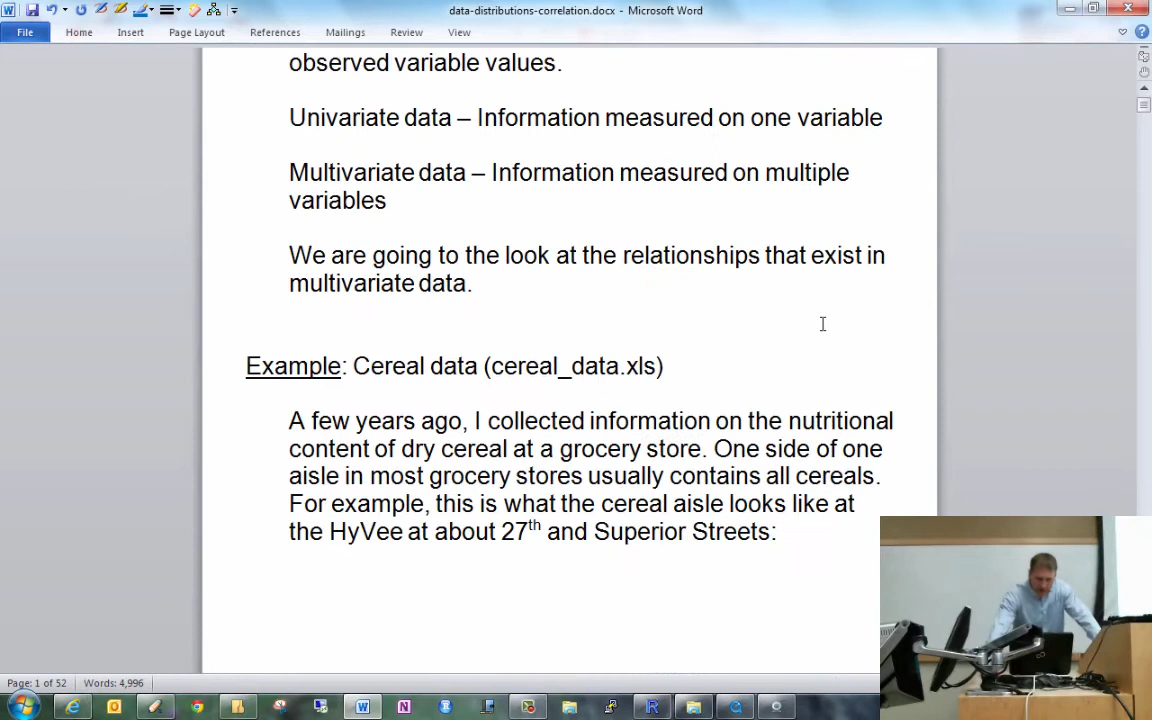 data-distributions-correlation.docx - Microsoft Word
File Home Insert Page Layout References Mailings Review View
observed variable values.
Univariate data – Information measured on one variable
Multivariate data – Information measured on multiple
variables
We are going to the look at the relationships that exist in
multivariate data.
Example: Cereal data (cereal_data.xls)
A few years ago, I collected information on the nutritional
content of dry cereal at a grocery store. One side of one
aisle in most grocery stores usually contains all cereals.
For example, this is what the cereal aisle looks like at
the HyVee at about 27th and Superior Streets:
Page: 1 of 52 Words: 4,996